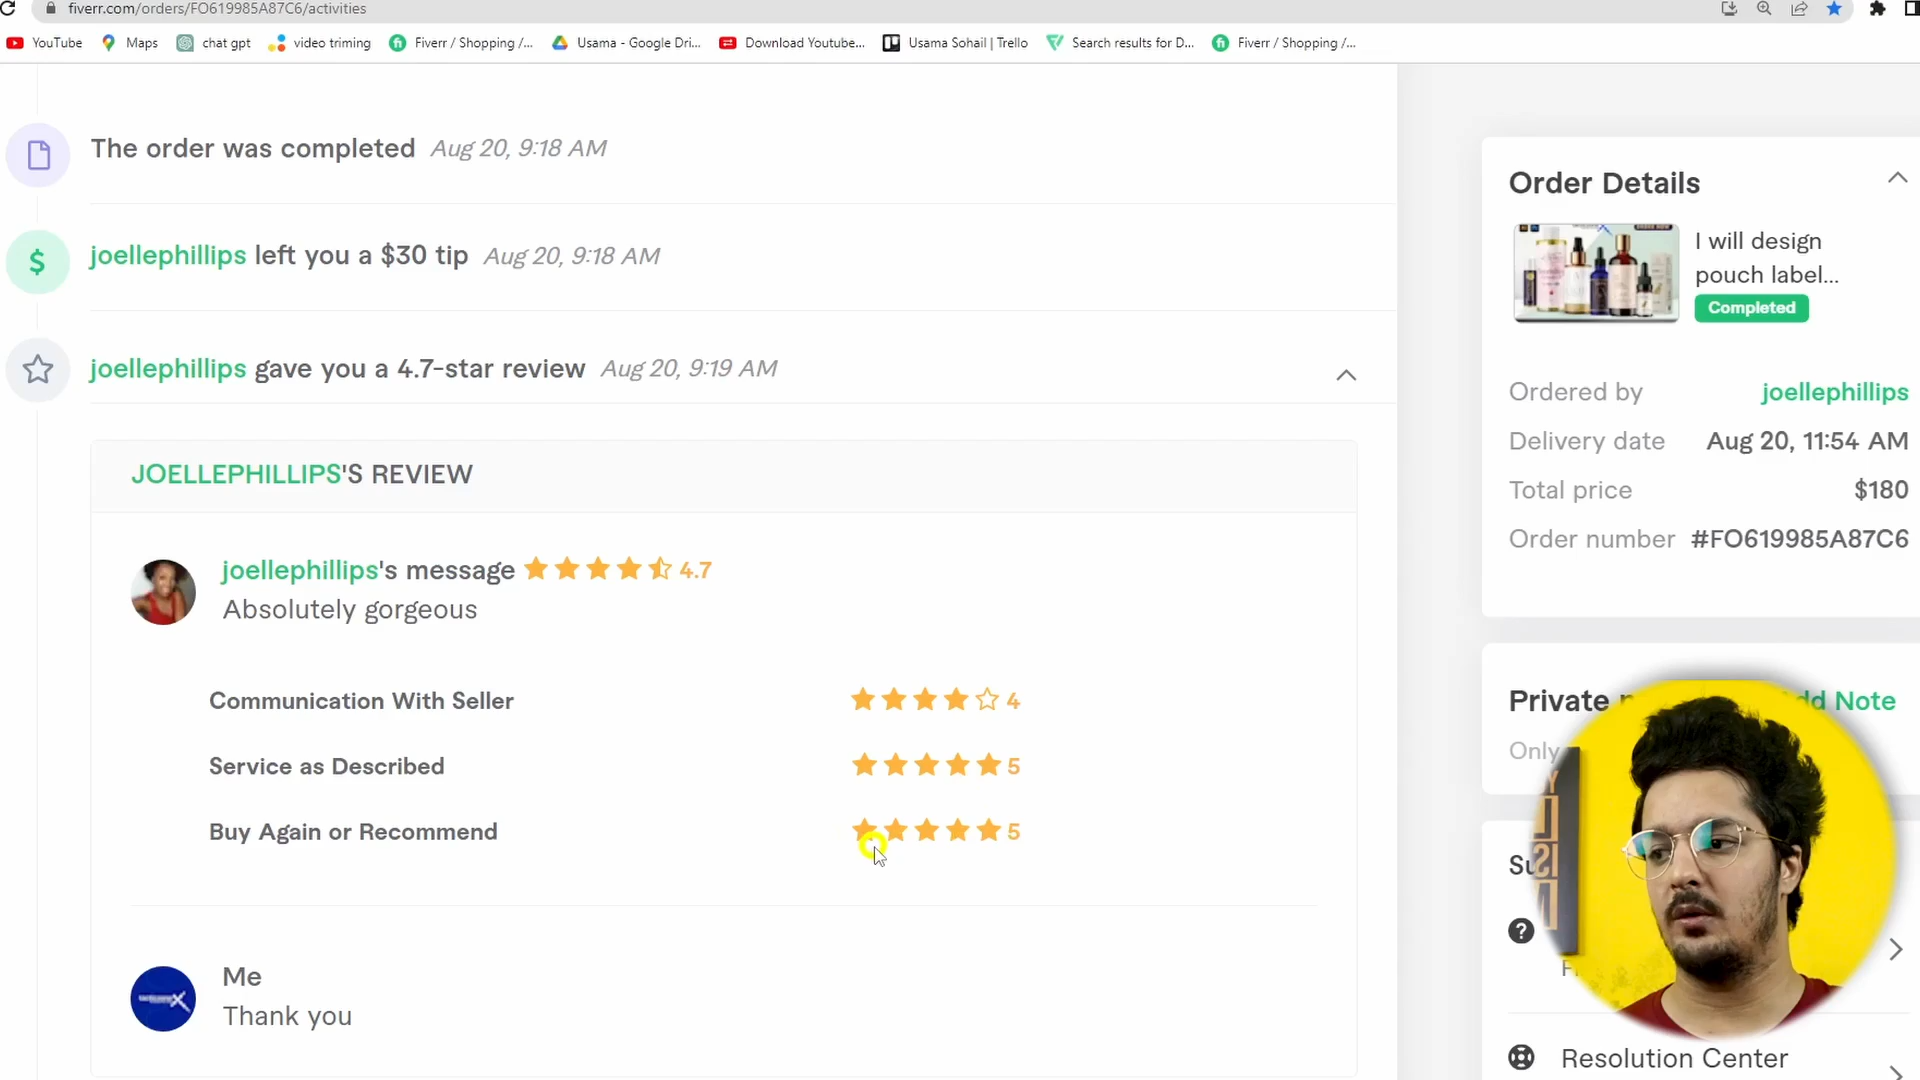 fiverr.com/orders/FO619985A87C6/activities
YouTube Maps chat gpt video triming Fiverr / Shopping /... Usama - Google Dri... Download Youtube... Usama Sohail | Trello Search results for D... Fiverr / Shopping /...
The order was completed Aug 20, 9:18 AM
$ joellephillips left you a $30 tip Aug 20, 9:18 AM
joellephillips gave you a 4.7-star review Aug 20, 9:19 AM
JOELLEPHILLIPS'S REVIEW
joellephillips's message 4.7
Absolutely gorgeous
Communication With Seller 4
Service as Described 5
Buy Again or Recommend 5
Me
Thank you
Order Details
I will design
pouch label...
Completed
Ordered by joellephillips
Delivery date Aug 20, 11:54 AM
Total price $180
Order number #FO619985A87C6
Private Note
Only
?
Resolution Center